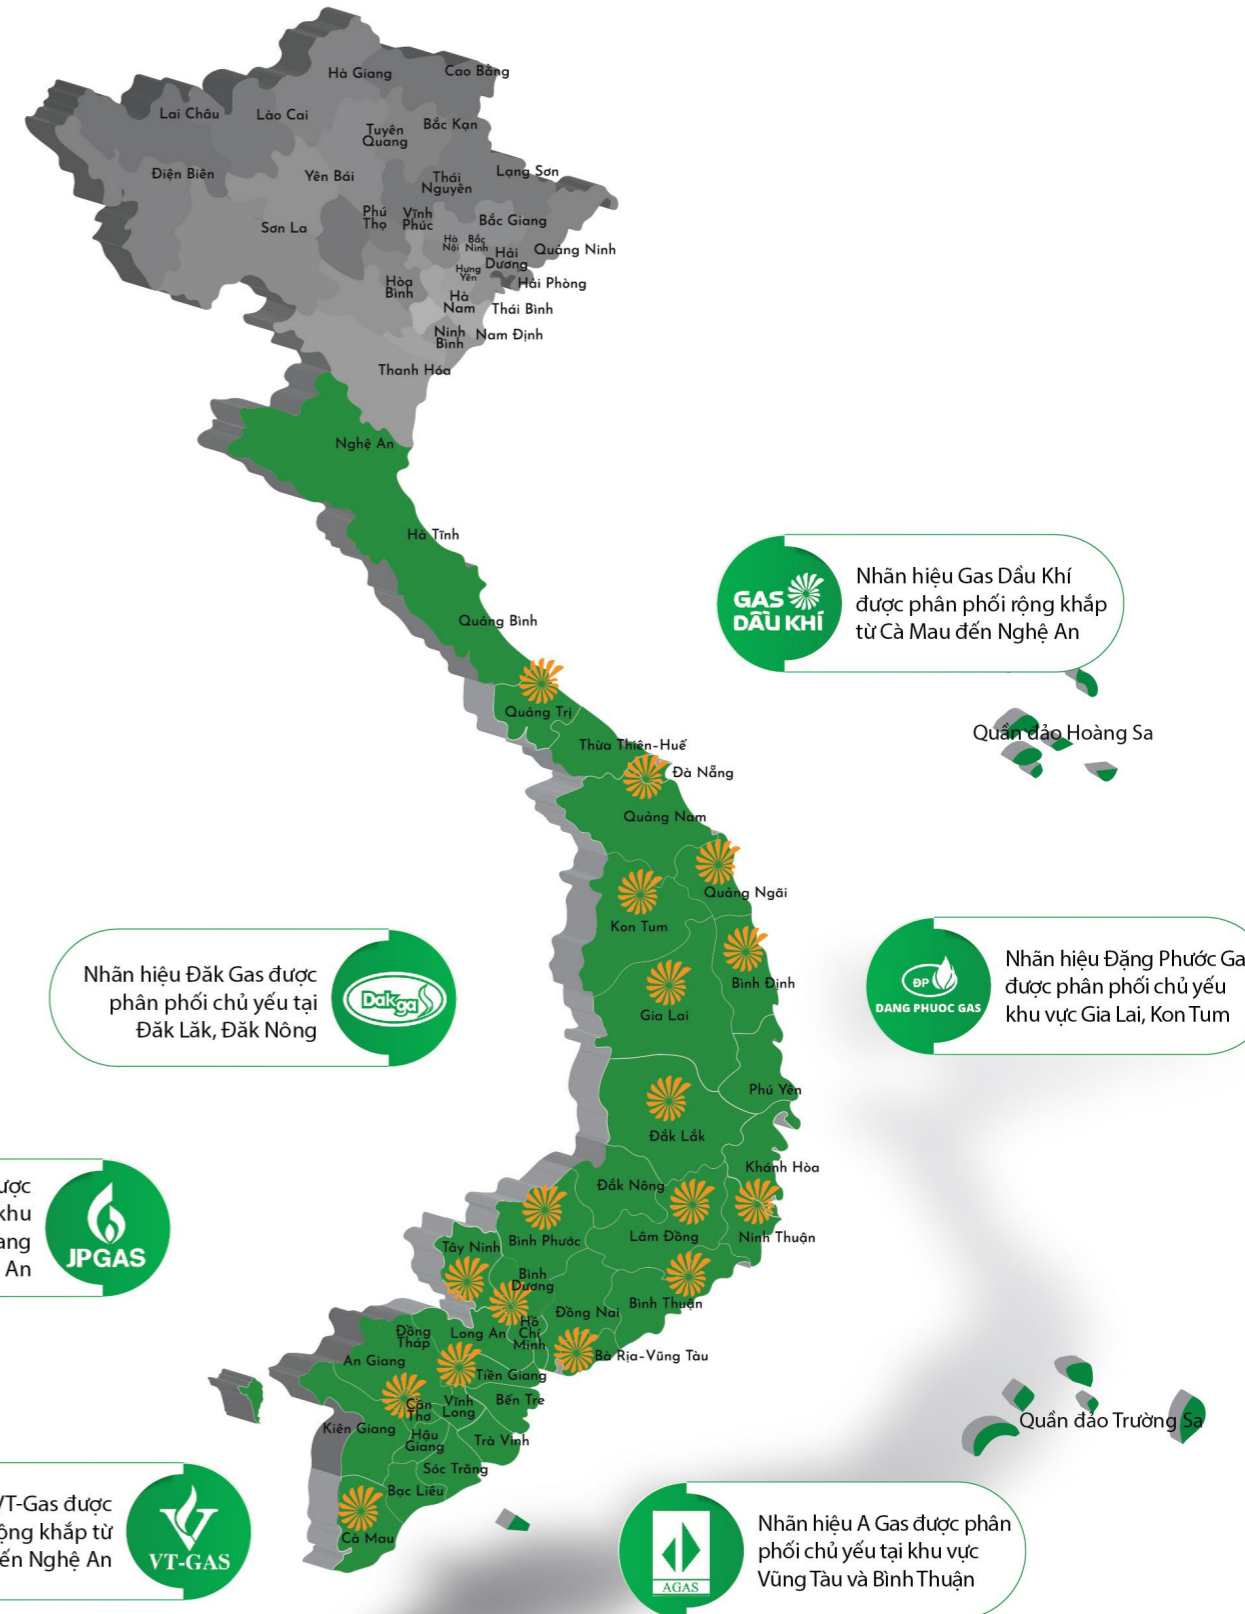 Hà Giang
Cao Bằng
Lai Châu
Lào Cai
Tuyên
Quang
Bắc Kạn
Điện Biên
Yên Bái
Thái
Nguyên
Lạng Sơn
Sơn La
Phú
Thọ
Vĩnh
Phúc
Bắc Giang
Hà
Nội
Bắc
Ninh
Hải
Dương
Quảng Ninh
Hưng
Yên
Hòa
Bình
Hải Phòng
Hà
Nam
Thái Bình
Ninh
Bình
Nam Định
Thanh Hóa
Nghệ An
Hà Tĩnh
GAS
DẦU KHÍ
Nhãn hiệu Gas Dầu Khí
được phân phối rộng khắp
từ Cà Mau đến Nghệ An
Quảng Bình
Quảng Trị
Quần đảo Hoàng Sa
Thừa Thiên-Huế
Đà Nẵng
Quảng Nam
Quảng Ngãi
Kon Tum
Bình Định
Gia Lai
Nhãn hiệu Đăk Gas được
phân phối chủ yếu tại
Đăk Lăk, Đăk Nông
Dakga
ĐP
DANG PHUOC GAS
Nhãn hiệu Đặng Phước Ga
được phân phối chủ yếu
khu vực Gia Lai, Kon Tum
Phú Yên
Đắk Lắk
Khánh Hòa
Đắk Nông
Lâm Đồng
Ninh Thuận
Bình Phước
Tây Ninh
Bình
Dương
Bình Thuận
Đồng Nai
Hồ
Chí
Minh
Long An
Đồng
Tháp
Bà Rịa-Vũng Tàu
An Giang
Tiền Giang
Bến Tre
Vĩnh
Long
Cần
Thơ
Kiên Giang
Hậu
Giang
Trà Vinh
Sóc Trăng
Bạc Liêu
Cà Mau
ược
khu
ang
An
JPGAS
Quần đảo Trường Sa
VT-Gas được
ộng khắp từ
ến Nghệ An
VT-GAS
AGAS
Nhãn hiệu A Gas được phân
phối chủ yếu tại khu vực
Vũng Tàu và Bình Thuận